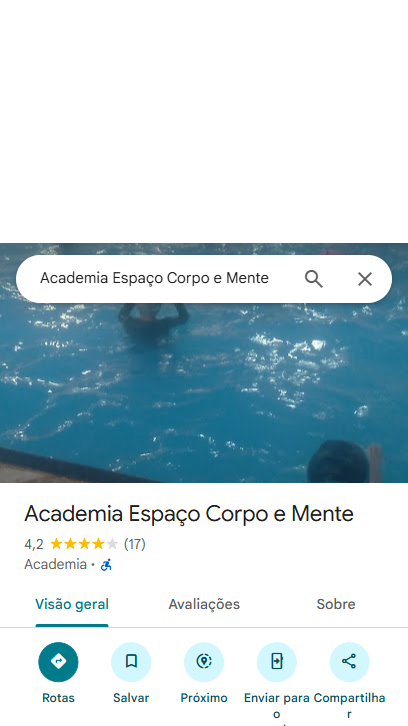 Academia Espaço Corpo e Mente
Academia Espaço Corpo e Mente
4,2 (17)
Academia ·
Visão geral
Avaliações
Sobre
Rotas
Salvar
Próximo
Enviar para
o
Compartilha
r